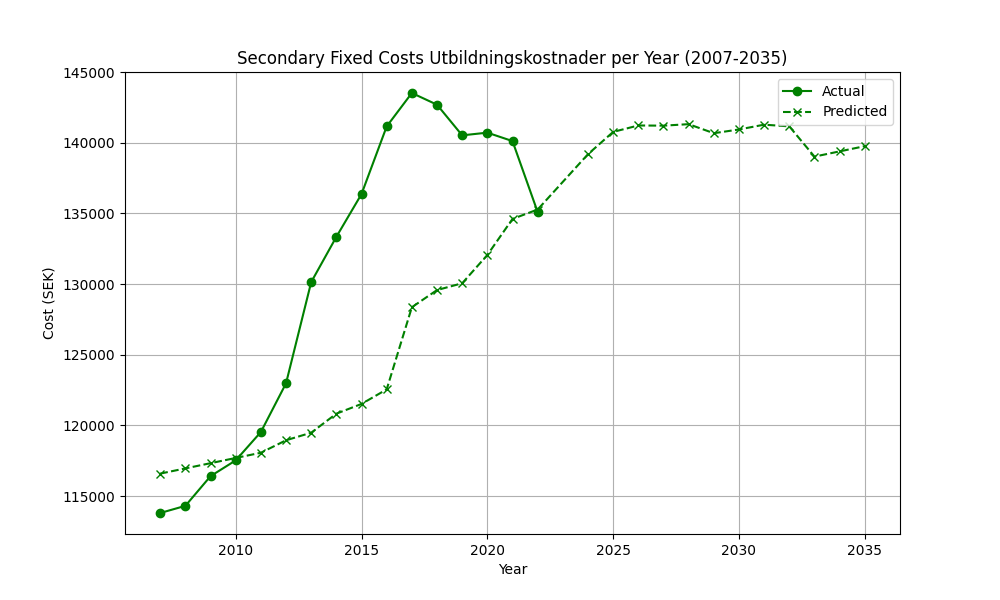 Secondary Fixed Costs Utbildningskostnader per Year (2007-2035)
145000
140000
135000
130000
125000
120000
115000
Cost (SEK)
Actual
Predicted
2010 2015 2020 2025 2030 2035
Year